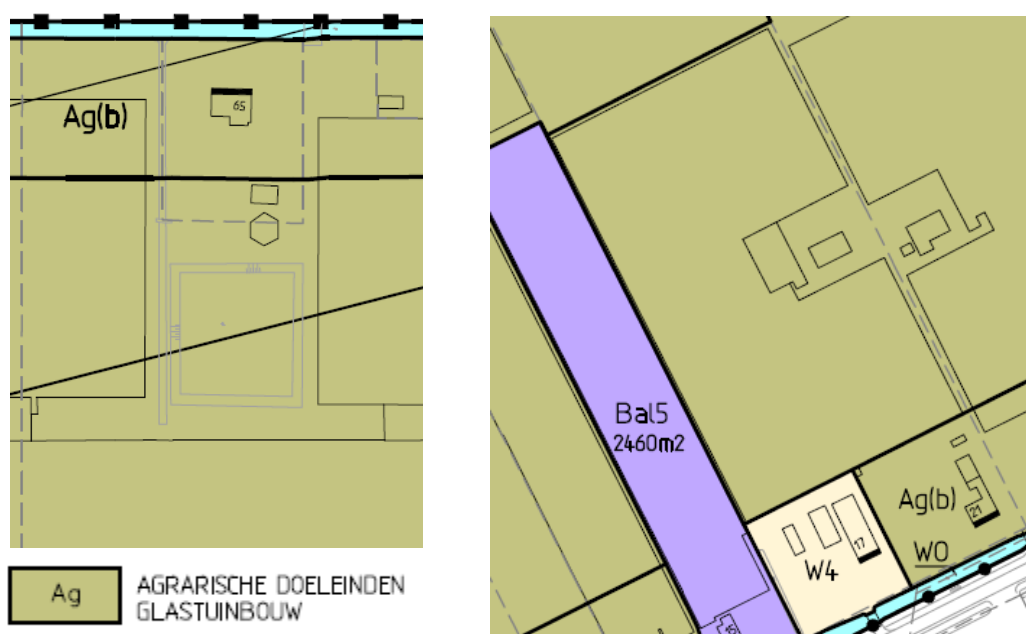 65
Ag(b)
Ag
AGRARISCHE DOELEINDEN
GLASTUINBOUW
Bal5
2460m2
Ag(b)
21
17
W4
WO